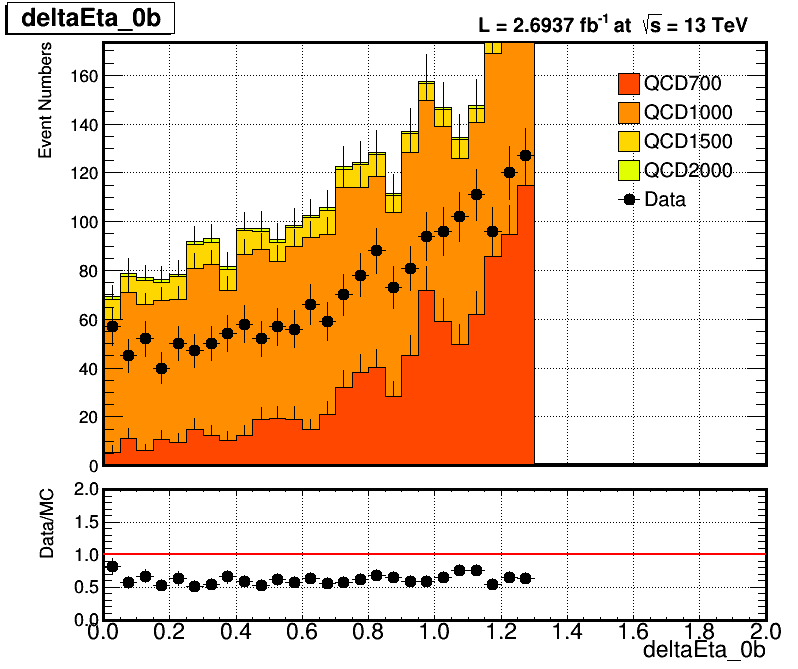 deltaEta_0b
L = 2.6937 fb⁻¹ at √s = 13 TeV
Event Numbers
160
140
120
100
80
60
40
20
0
QCD700
QCD1000
QCD1500
QCD2000
Data
Data/MC
2.0
1.5
1.0
0.5
0.0
0.0 0.2 0.4 0.6 0.8 1.0 1.2 1.4 1.6 1.8 2.0
deltaEta_0b